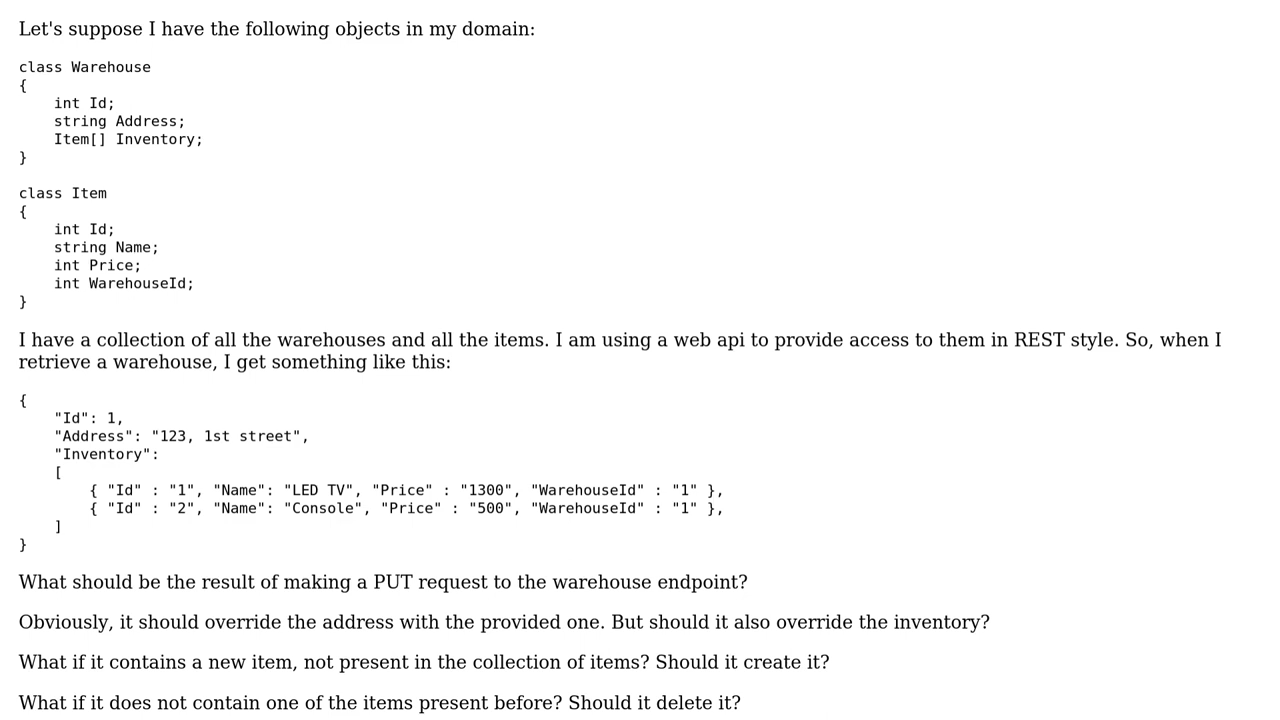 Let's suppose I have the following objects in my domain:
class Warehouse
{
    int Id;
    string Address;
    Item[] Inventory;
}
class Item
{
    int Id;
    string Name;
    int Price;
    int WarehouseId;
}
I have a collection of all the warehouses and all the items. I am using a web api to provide access to them in REST style. So, when I
retrieve a warehouse, I get something like this:
{
    "Id": 1,
    "Address": "123, 1st street",
    "Inventory":
    [
        { "Id" : "1", "Name": "LED TV", "Price" : "1300", "WarehouseId" : "1" },
        { "Id" : "2", "Name": "Console", "Price" : "500", "WarehouseId" : "1" },
    ]
}
What should be the result of making a PUT request to the warehouse endpoint?
Obviously, it should override the address with the provided one. But should it also override the inventory?
What if it contains a new item, not present in the collection of items? Should it create it?
What if it does not contain one of the items present before? Should it delete it?